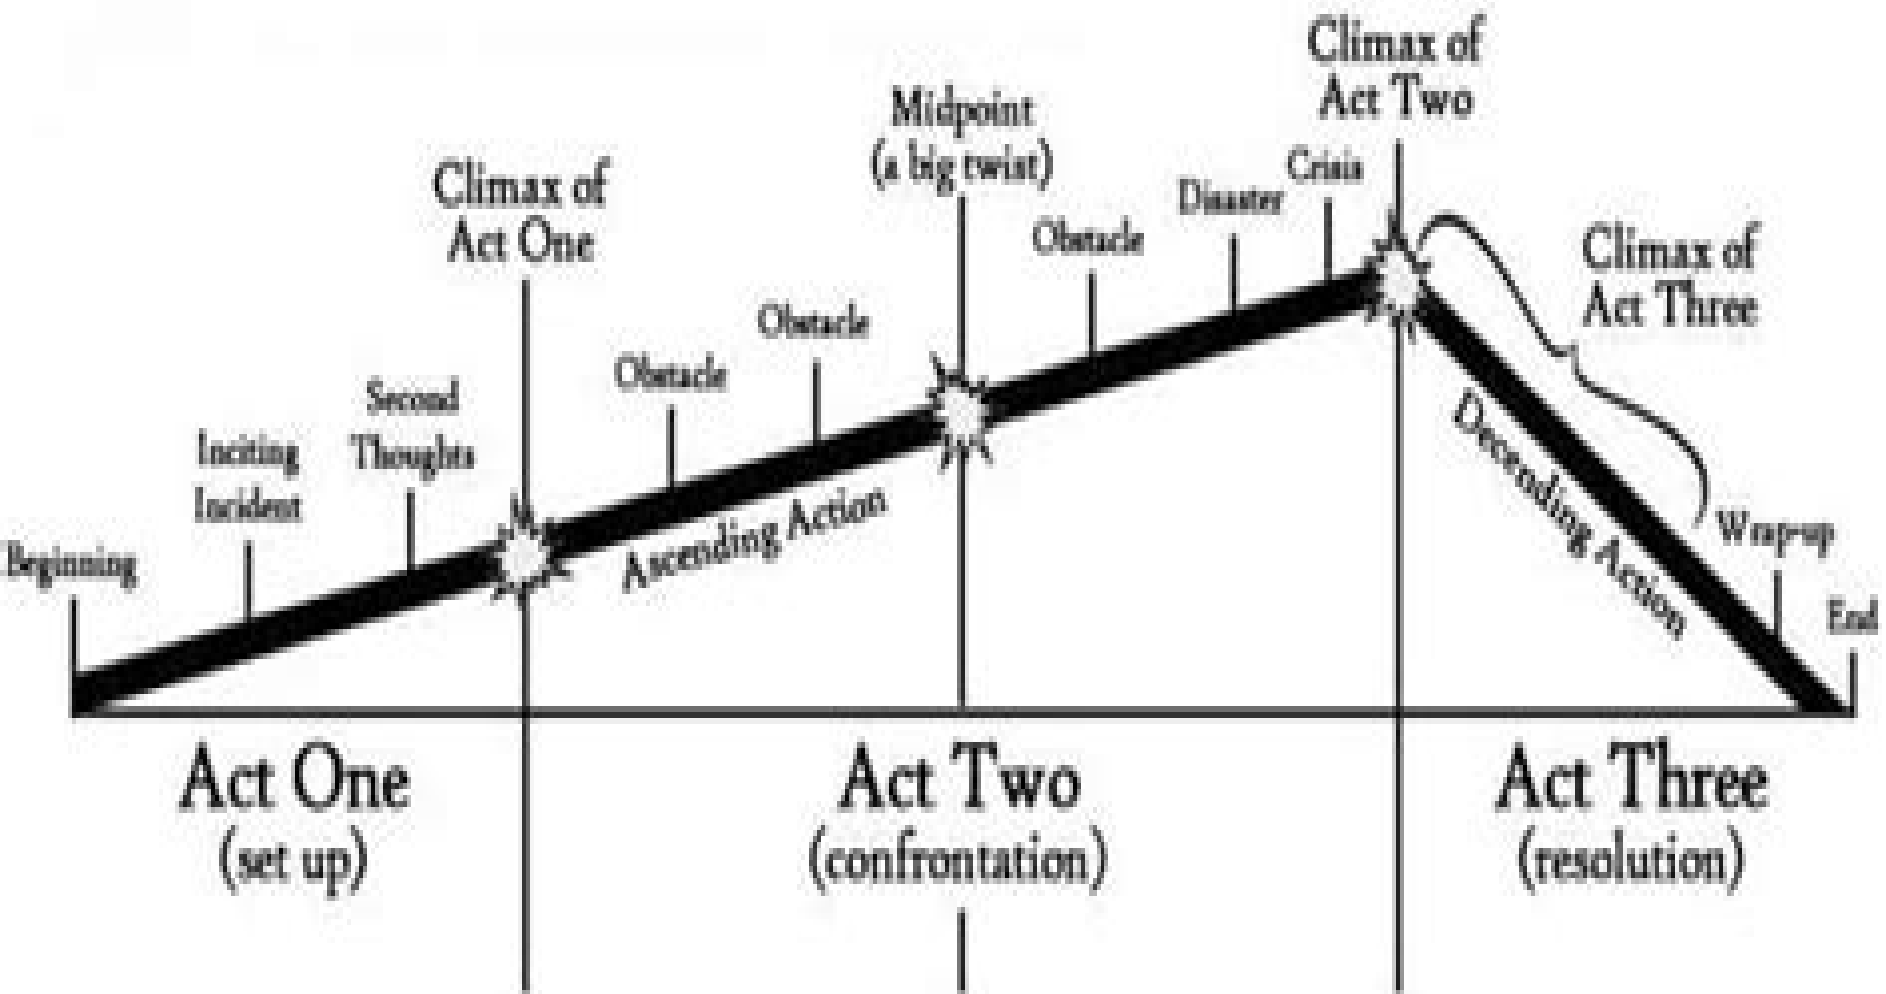 Climax of
Act Two
Midpoint
(a big twist)
Crisis
Climax of
Act One
Disaster
Obstacle
Climax of
Act Three
Obstacle
Obstacle
Second
Thoughts
Inciting
Incident
Beginning
Ascending Action
Decending Action
Wrap-up
End
Act One
(set up)
Act Two
(confrontation)
Act Three
(resolution)